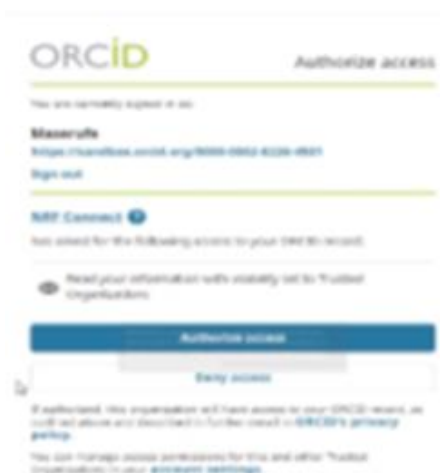 ORCID
Authorize access
You are currently signed in as:
Maserufe
Sign out
NRF Connect ?
has asked for the following access to your ORCID record:
Read your information with visibility set to Trusted
Organizations
Authorize access
Deny access
If authorized, this organization will have access to your ORCID record, as
outlined above and described in further detail in ORCID's privacy
policy.
You can manage access permissions for this and other Trusted
Organizations in your account settings.